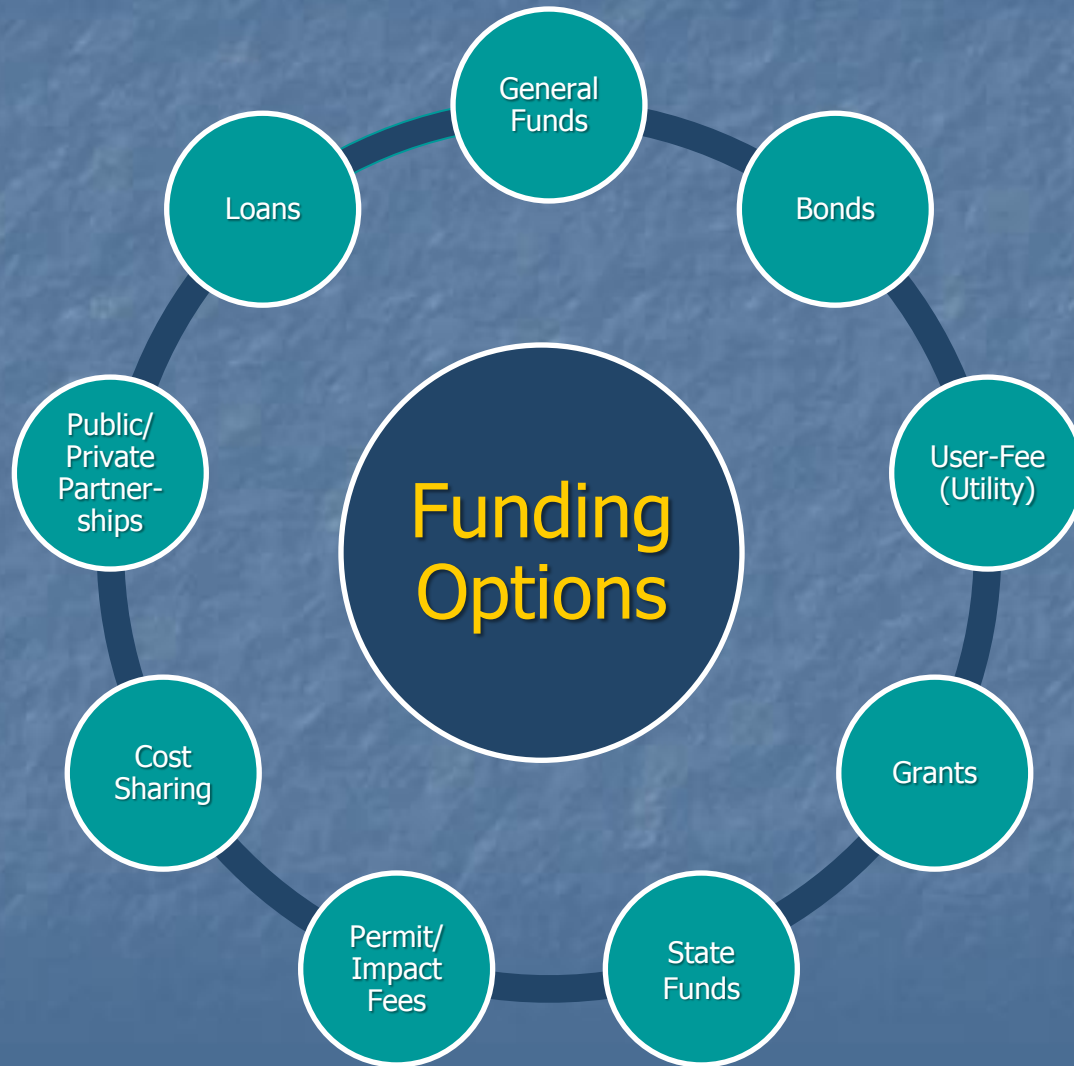 General
Funds
Bonds
User-Fee
(Utility)
Grants
State
Funds
Permit/
Impact
Fees
Cost
Sharing
Public/
Private
Partner-
ships
Loans
Funding
Options